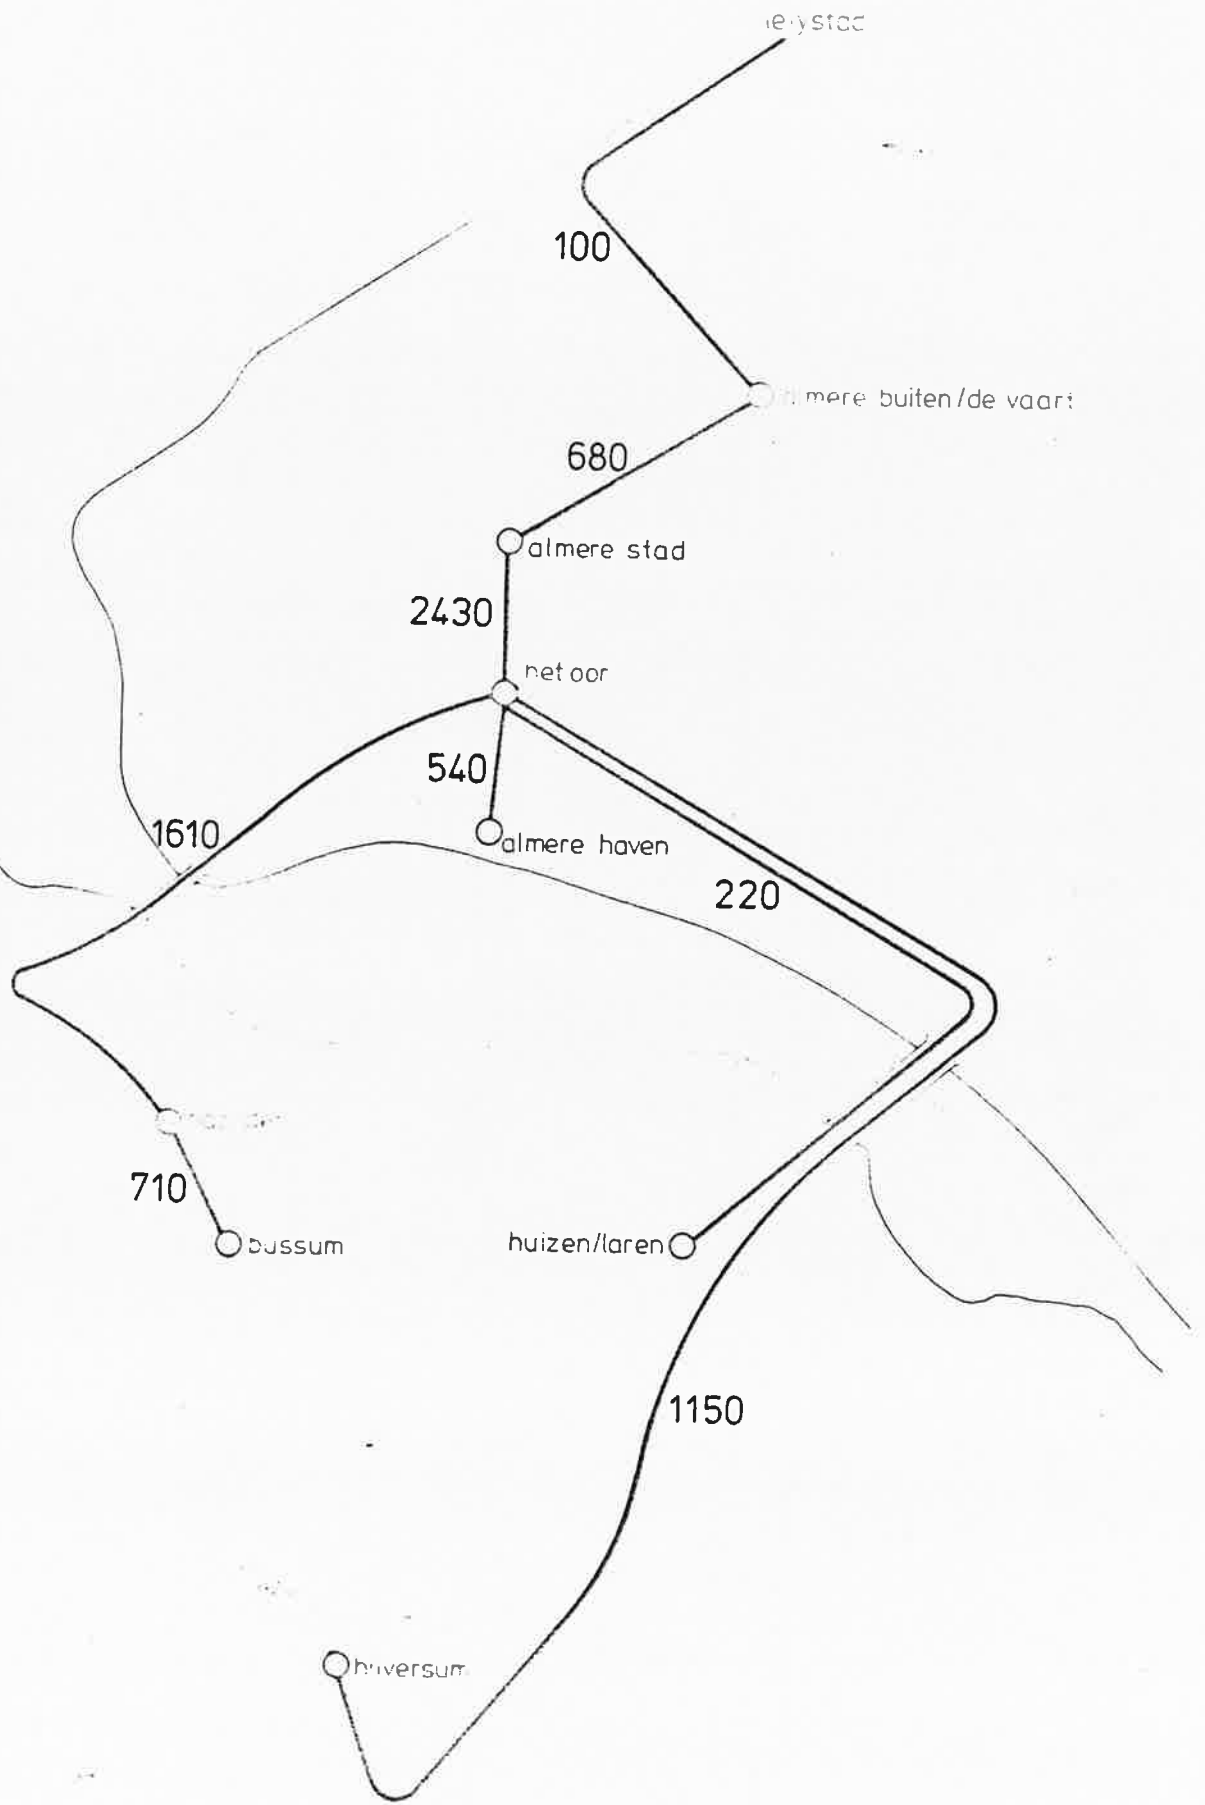 100
mere buiten/de vaart
680
almere stad
2430
het oor
540
1610
almere haven
220
710
bussum
huizen/laren
1150
hilversum